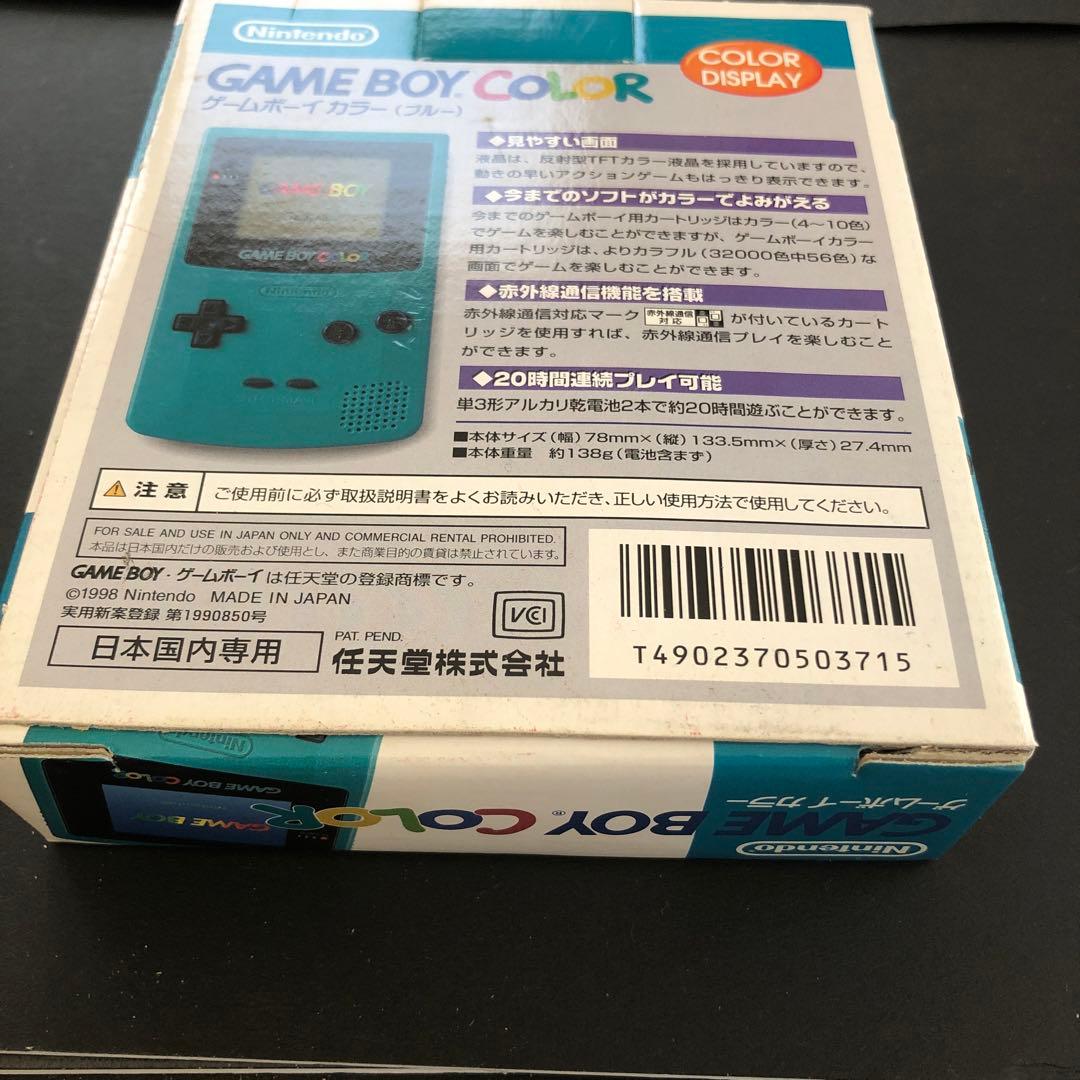 Nintendo
GAME BOY COLOR
ゲームボーイカラー(ブルー)
COLOR
DISPLAY
GAME BOY
GAME BOY COLOR
Nintendo
◆見やすい画面
液晶は、反射型TFTカラー液晶を採用していますので、
動きの早いアクションゲームもはっきり表示できます。
◆今までのソフトがカラーでよみがえる
今までのゲームボーイ用カートリッジはカラー(4〜10色)
でゲームを楽しむことができますが、ゲームボーイカラー
用カートリッジは、よりカラフル(32000色中56色)な
画面でゲームを楽しむことができます。
◆赤外線通信機能を搭載
赤外線通信対応マーク 赤外線通信対応 が付いているカート
リッジを使用すれば、赤外線通信プレイを楽しむこと
ができます。
◆20時間連続プレイ可能
単3形アルカリ乾電池2本で約20時間遊ぶことができます。
■本体サイズ(幅)78mm×(縦)133.5mm×(厚さ)27.4mm
■本体重量 約138g(電池含まず)
注意 ご使用前に必ず取扱説明書をよくお読みいただき、正しい使用方法で使用してください。
FOR SALE AND USE IN JAPAN ONLY AND COMMERCIAL RENTAL PROHIBITED.
本品は日本国内だけの販売および使用とし、また商業目的の賃貸は禁止されています。
GAME BOY・ゲームボーイは任天堂の登録商標です。
©1998 Nintendo MADE IN JAPAN
実用新案登録 第1990850号
日本国内専用
PAT. PEND.
任天堂株式会社
VCI
T4902370503715
Nintendo
GAME BOY COLOR
GAME BOY
Nintendo
GAME BOY COLOR
ゲームボーイカラー